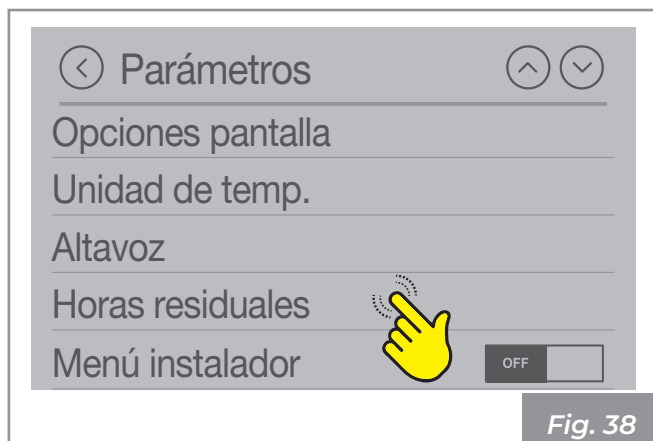 Parámetros
Opciones pantalla
Unidad de temp.
Altavoz
Horas residuales
Menú instalador OFF
Fig. 38